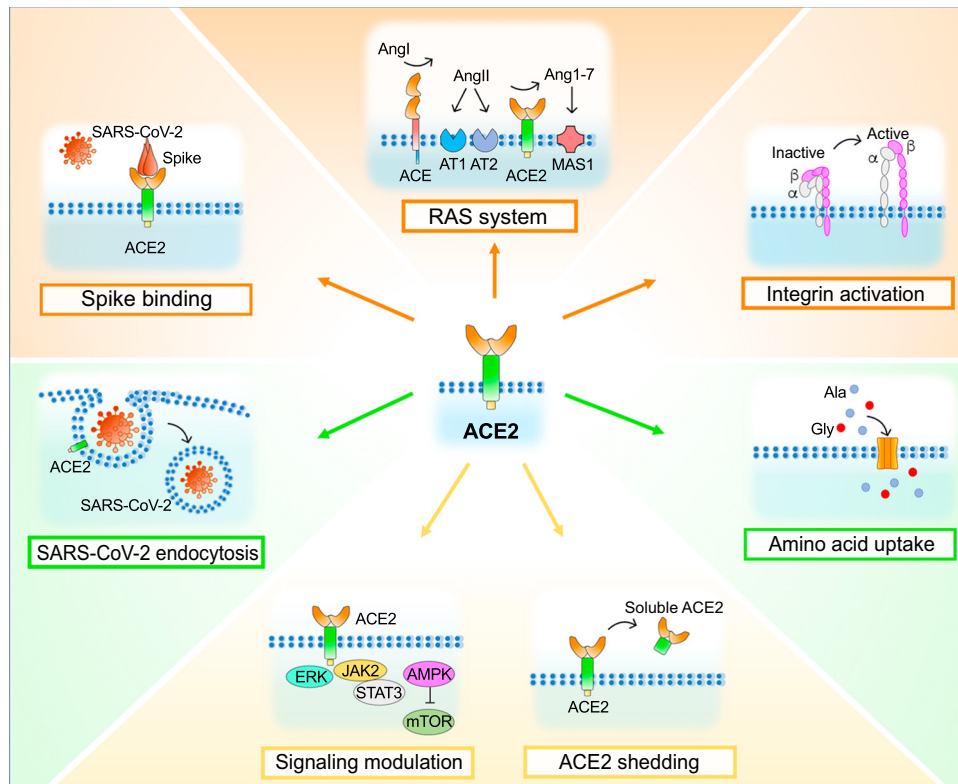 AngI
AngII
Ang1-7
ACE
AT1
AT2
ACE2
MAS1
RAS system
SARS-CoV-2
Spike
ACE2
Spike binding
Inactive
Active
β
α
α
β
Integrin activation
ACE2
ACE2
SARS-CoV-2
SARS-CoV-2 endocytosis
Ala
Gly
Amino acid uptake
ACE2
ERK
JAK2
STAT3
AMPK
mTOR
Signaling modulation
Soluble ACE2
ACE2
ACE2 shedding